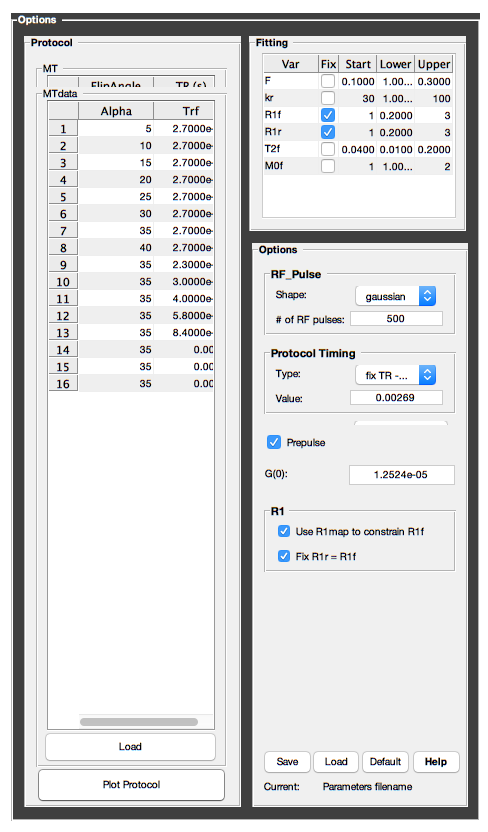 Options
Protocol
MT
FlipAngle TR (s)
MTdata
Alpha Trf
1 5 2.7000e-
2 10 2.7000e-
3 15 2.7000e-
4 20 2.7000e-
5 25 2.7000e-
6 30 2.7000e-
7 35 2.7000e-
8 40 2.7000e-
9 35 2.3000e-
10 35 3.0000e-
11 35 4.0000e-
12 35 5.8000e-
13 35 8.4000e-
14 35 0.00
15 35 0.00
16 35 0.00
Load
Plot Protocol
Fitting
Var Fix Start Lower Upper
F 0.1000 1.00... 0.3000
kr 30 1.00... 100
R1f 1 0.2000 3
R1r 1 0.2000 3
T2f 0.0400 0.0100 0.2000
M0f 1 1.00... 2
Options
RF_Pulse
Shape: gaussian
# of RF pulses: 500
Protocol Timing
Type: fix TR -...
Value: 0.00269
Prepulse
G(0): 1.2524e-05
R1
Use R1map to constrain R1f
Fix R1r = R1f
Save Load Default Help
Current: Parameters filename